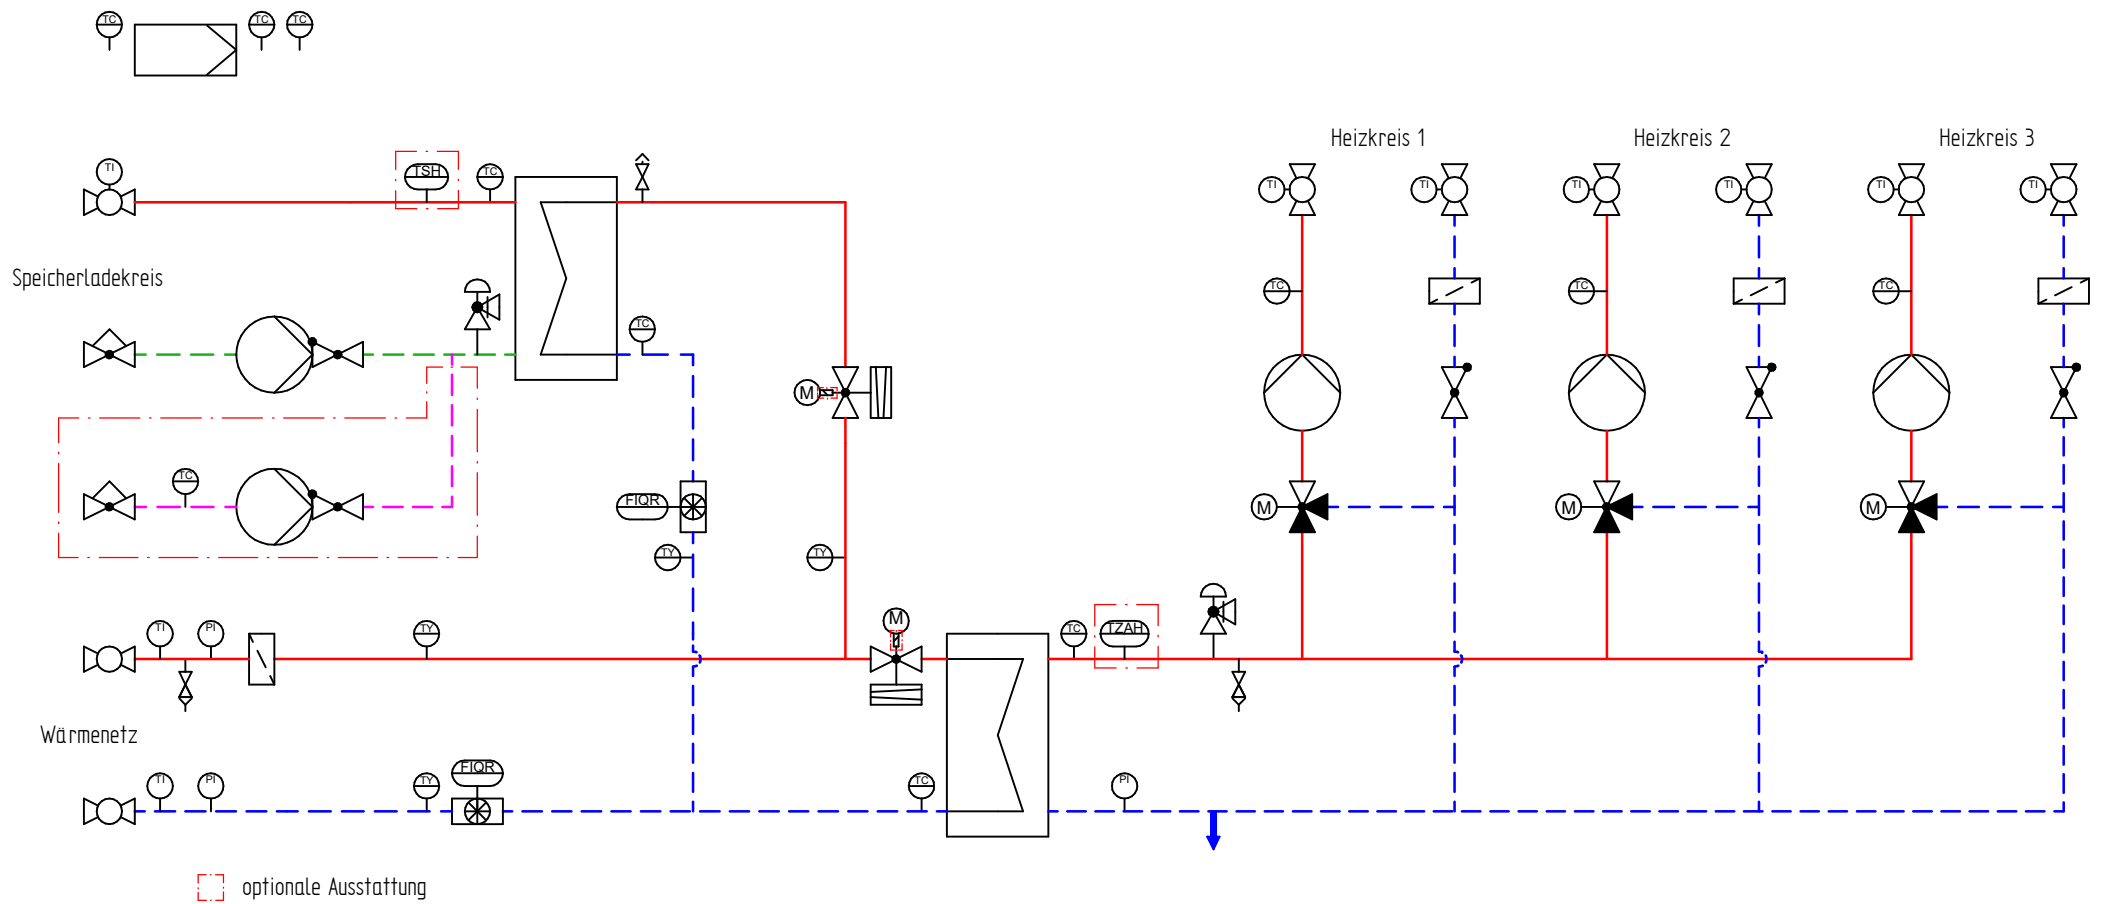 TC TC TC
Heizkreis 1 Heizkreis 2 Heizkreis 3
TI TSH TC
TI TI TI TI TI TI
Speicherladekreis
TC TC TC
TC
M
TC
FIQR
M M M
TY TY
M
TI PI TY TC TZAH
Wärmenetz
FIQR
TI PI TY TC PI
optionale Ausstattung